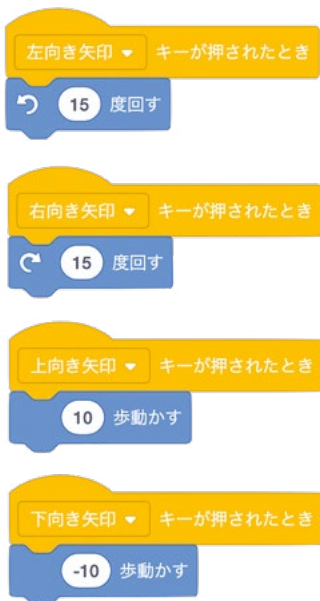 左向き矢印 キーが押されたとき
15 度回す
右向き矢印 キーが押されたとき
15 度回す
上向き矢印 キーが押されたとき
10 歩動かす
下向き矢印 キーが押されたとき
-10 歩動かす